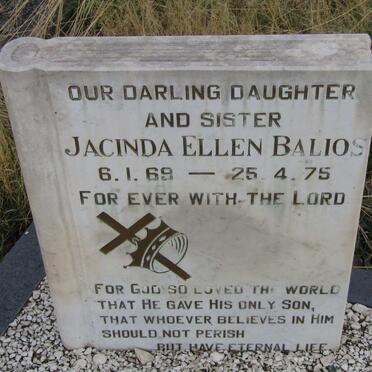 OUR DARLING DAUGHTER
AND SISTER
JACINDA ELLEN BALIOS
6.1.69 — 25.4.75
FOR EVER WITH THE LORD
FOR GOD SO LOVED THE WORLD
THAT HE GAVE HIS ONLY SON,
THAT WHOEVER BELIEVES IN HIM
SHOULD NOT PERISH
BUT HAVE ETERNAL LIFE